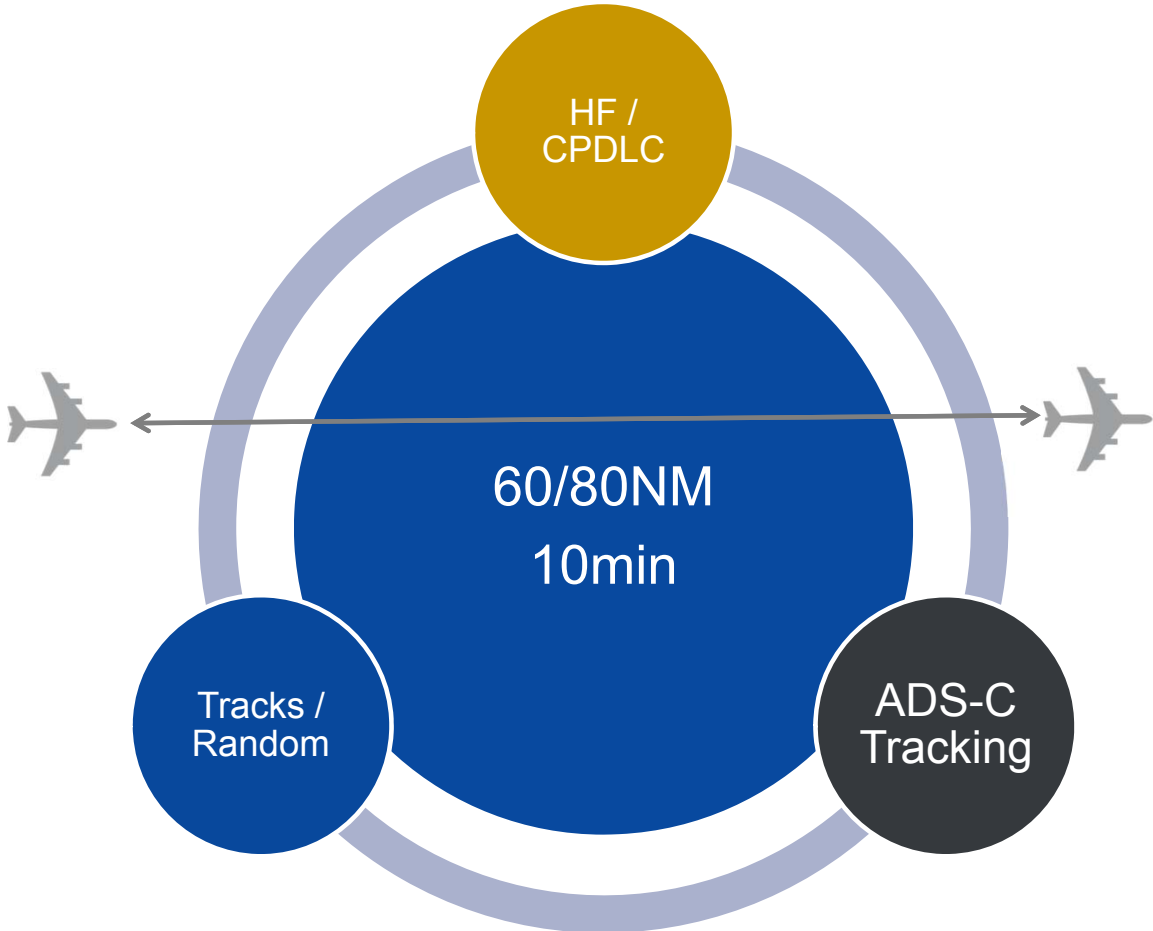 HF /
CPDLC
60/80NM
10min
Tracks /
Random
ADS-C
Tracking